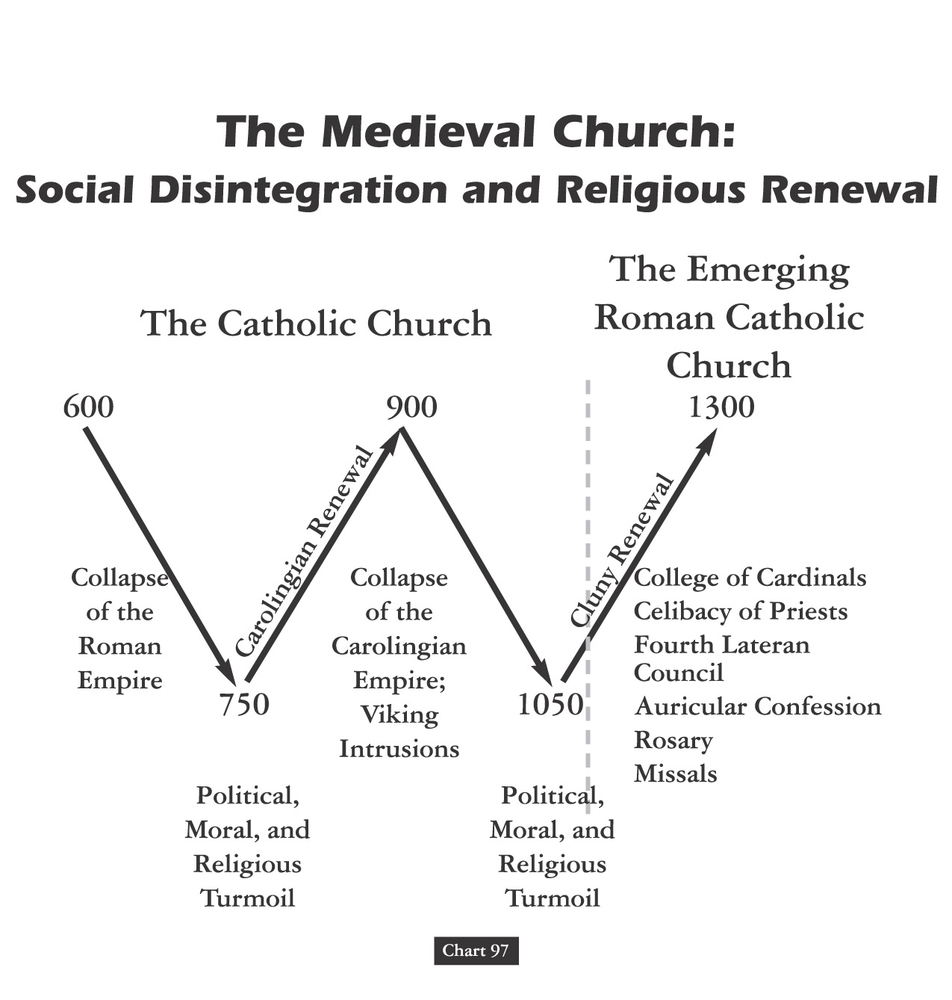 The Medieval Church:
Social Disintegration and Religious Renewal
The Catholic Church
The Emerging
Roman Catholic
Church
600
900
1300
Carolingian Renewal
Cluny Renewal
Collapse
of the
Roman
Empire
750
Collapse
of the
Carolingian
Empire;
Viking
Intrusions
1050
College of Cardinals
Celibacy of Priests
Fourth Lateran
Council
Auricular Confession
Rosary
Missals
Political,
Moral, and
Religious
Turmoil
Political,
Moral, and
Religious
Turmoil
Chart 97